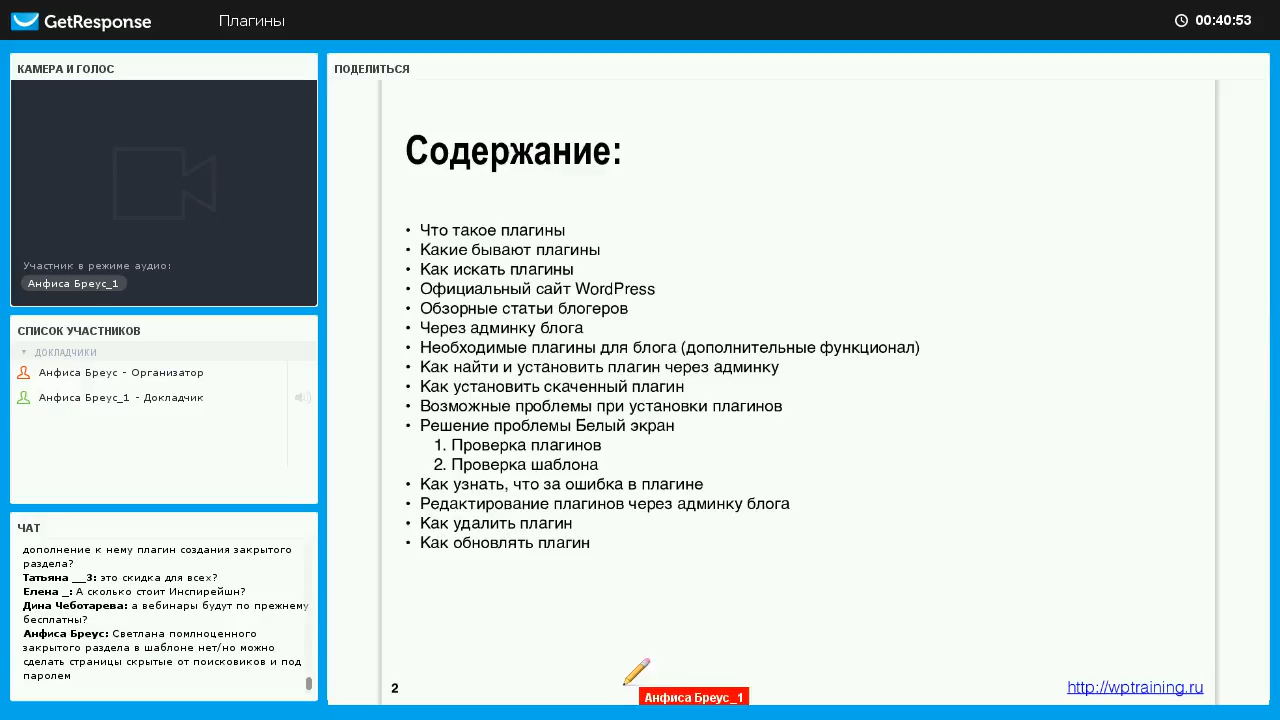 GetResponse
Плагины
00:40:53
КАМЕРА И ГОЛОС
Участник в режиме аудио:
Анфиса Бреус_1
СПИСОК УЧАСТНИКОВ
ДОКЛАДЧИКИ
Анфиса Бреус - Организатор
Анфиса Бреус_1 - Докладчик
ЧАТ
дополнение к нему плагин создания закрытого
раздела?
Татьяна __3: это скидка для всех?
Елена _: А сколько стоит Инспирейшн?
Дина Чеботарева: а вебинары будут по прежнему
бесплатны?
Анфиса Бреус: Светлана помлноценного
закрытого раздела в шаблоне нет/но можно
сделать страницы скрытые от поисковиков и под
паролем
ПОДЕЛИТЬСЯ
Содержание:
• Что такое плагины
• Какие бывают плагины
• Как искать плагины
• Официальный сайт WordPress
• Обзорные статьи блогеров
• Через админку блога
• Необходимые плагины для блога (дополнительные функционал)
• Как найти и установить плагин через админку
• Как установить скаченный плагин
• Возможные проблемы при установки плагинов
• Решение проблемы Белый экран
1. Проверка плагинов
2. Проверка шаблона
• Как узнать, что за ошибка в плагине
• Редактирование плагинов через админку блога
• Как удалить плагин
• Как обновлять плагин
2
Анфиса Бреус_1
http://wptraining.ru